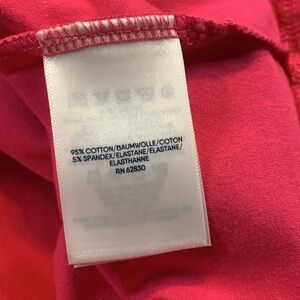 95% COTTON/BAUMWOLLE/COTON
5% SPANDEX/ELASTANE/ELASTANE/
ELASTHANNE
RN 62830